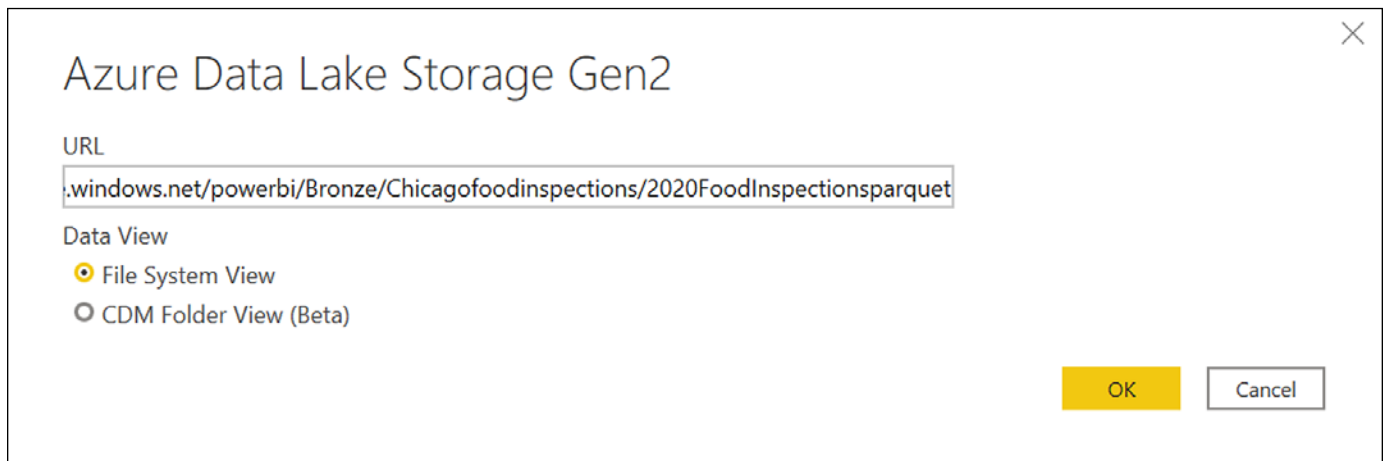 Azure Data Lake Storage Gen2
URL
.windows.net/powerbi/Bronze/Chicagofoodinspections/2020FoodInspectionsparquet
Data View
File System View
CDM Folder View (Beta)
OK
Cancel